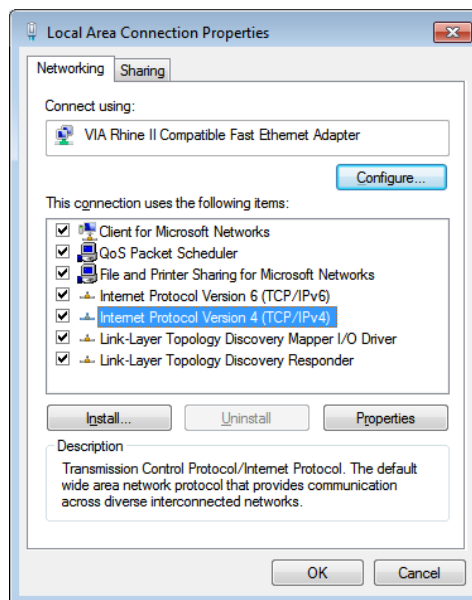 Local Area Connection Properties
Networking
Sharing
Connect using:
VIA Rhine II Compatible Fast Ethernet Adapter
Configure...
This connection uses the following items:
Client for Microsoft Networks
QoS Packet Scheduler
File and Printer Sharing for Microsoft Networks
Internet Protocol Version 6 (TCP/IPv6)
Internet Protocol Version 4 (TCP/IPv4)
Link-Layer Topology Discovery Mapper I/O Driver
Link-Layer Topology Discovery Responder
Install...
Uninstall
Properties
Description
Transmission Control Protocol/Internet Protocol. The default
wide area network protocol that provides communication
across diverse interconnected networks.
OK
Cancel